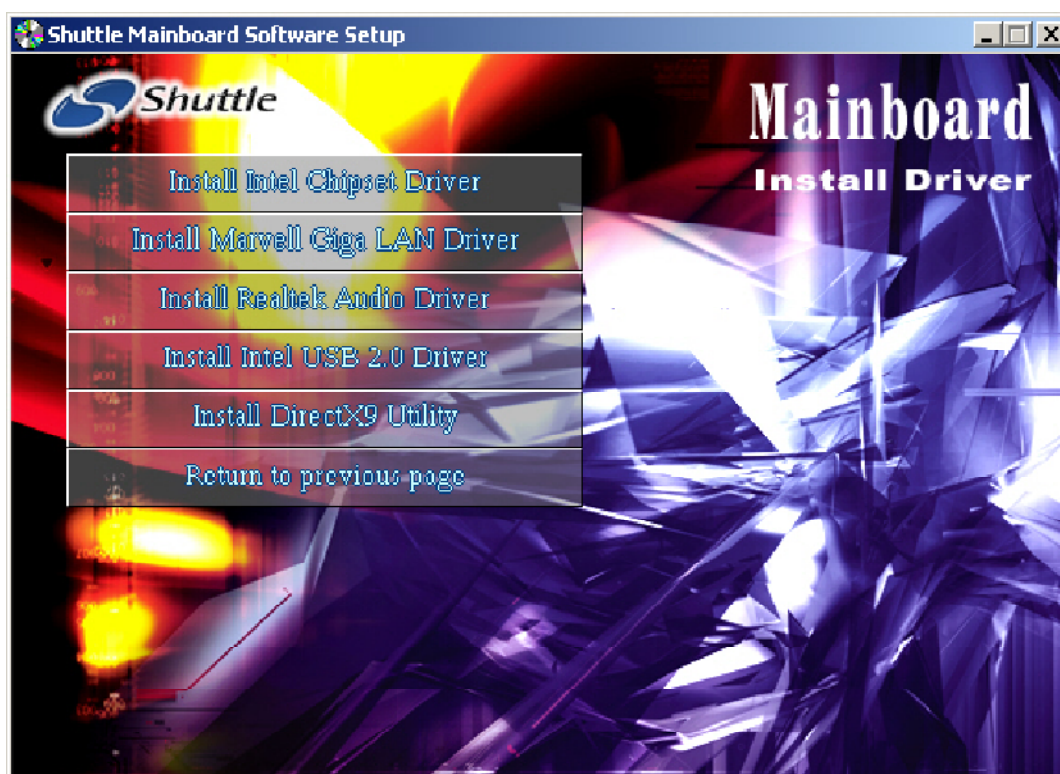 Shuttle Mainboard Software Setup
Shuttle
Mainboard
Install Driver
Install Intel Chipset Driver
Install Marvell Giga LAN Driver
Install Realtek Audio Driver
Install Intel USB 2.0 Driver
Install DirectX9 Utility
Return to previous page